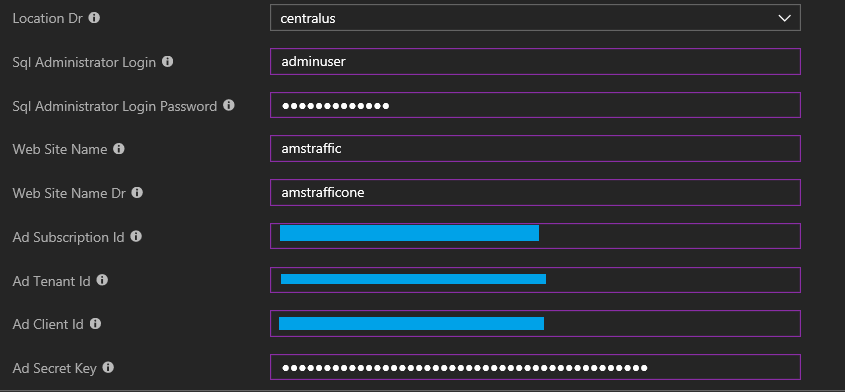 Location Dr centralus
Sql Administrator Login adminuser
Sql Administrator Login Password ●●●●●●●●●●●●●
Web Site Name amstraffic
Web Site Name Dr amstrafficone
Ad Subscription Id
Ad Tenant Id
Ad Client Id
Ad Secret Key ●●●●●●●●●●●●●●●●●●●●●●●●●●●●●●●●●●●●●●●●●●●●